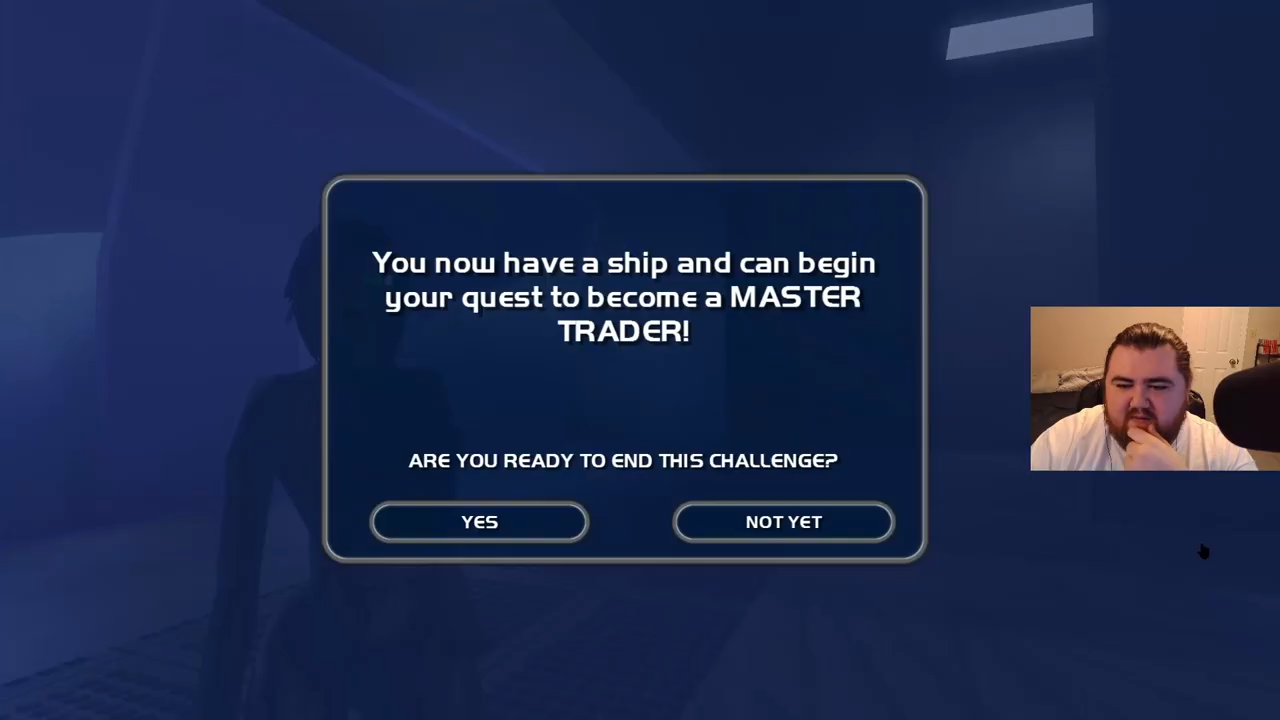 You now have a ship and can begin
your quest to become a MASTER
TRADER!
ARE YOU READY TO END THIS CHALLENGE?
YES
NOT YET